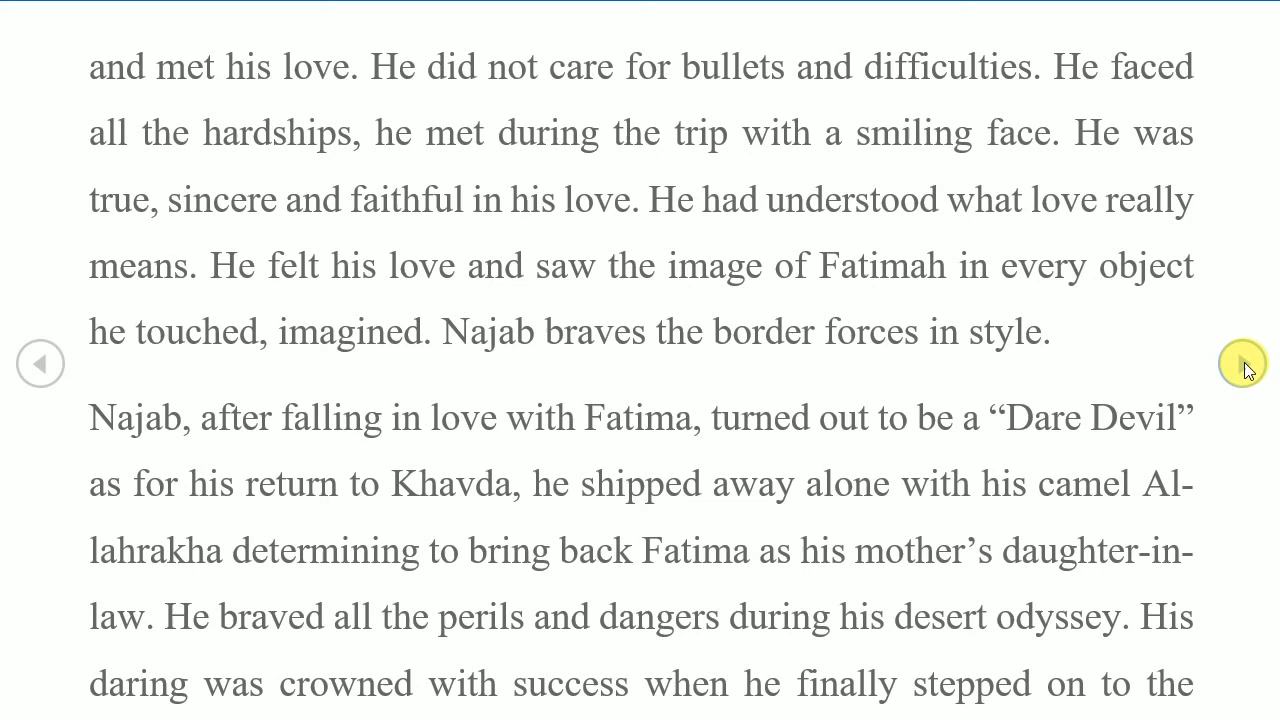 and met his love. He did not care for bullets and difficulties. He faced
all the hardships, he met during the trip with a smiling face. He was
true, sincere and faithful in his love. He had understood what love really
means. He felt his love and saw the image of Fatimah in every object
he touched, imagined. Najab braves the border forces in style.
Najab, after falling in love with Fatima, turned out to be a “Dare Devil”
as for his return to Khavda, he shipped away alone with his camel Al-
lahrakha determining to bring back Fatima as his mother’s daughter-in-
law. He braved all the perils and dangers during his desert odyssey. His
daring was crowned with success when he finally stepped on to the